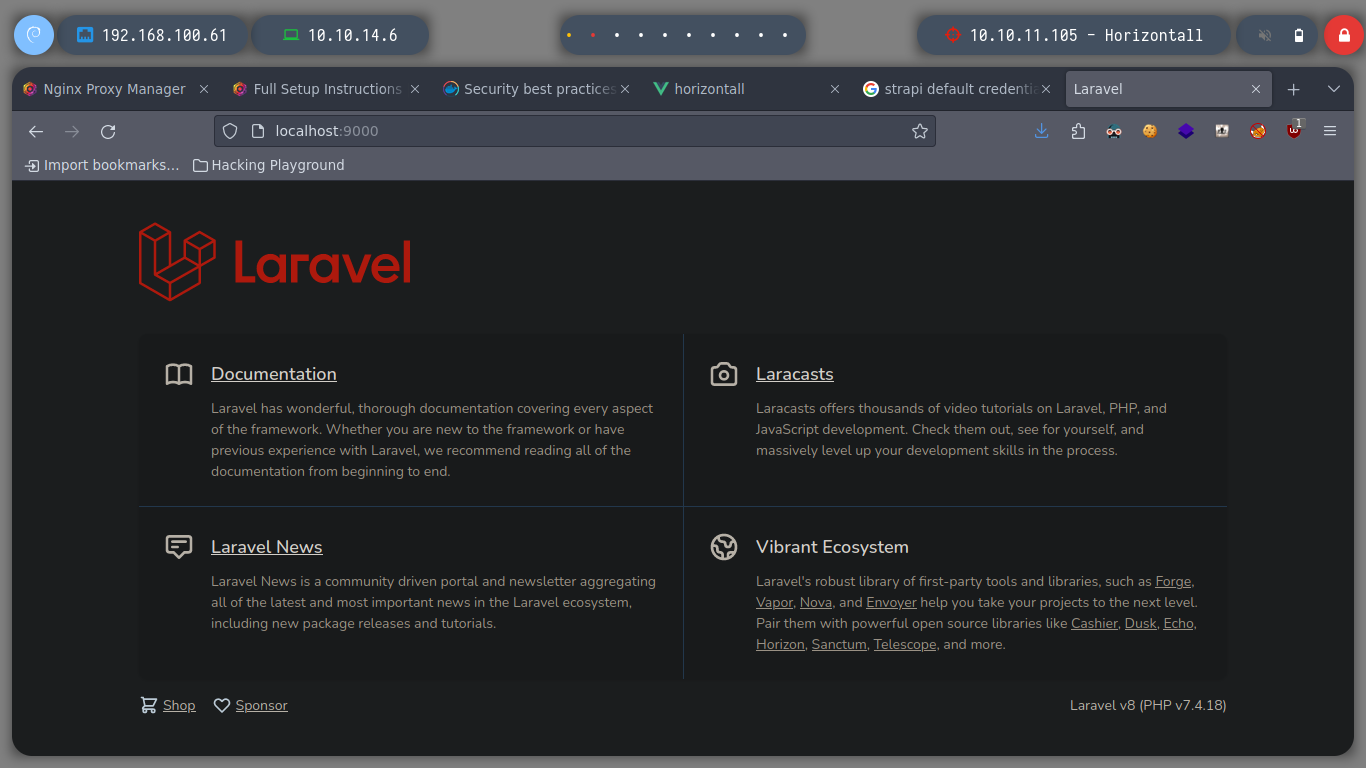 192.168.100.61
10.10.14.6
10.10.11.105 - Horizontall
Nginx Proxy Manager
Full Setup Instructions
Security best practices
horizontall
strapi default credentia
Laravel
localhost:9000
1
Import bookmarks...
Hacking Playground
Laravel
Documentation
Laravel has wonderful, thorough documentation covering every aspect
of the framework. Whether you are new to the framework or have
previous experience with Laravel, we recommend reading all of the
documentation from beginning to end.
Laracasts
Laracasts offers thousands of video tutorials on Laravel, PHP, and
JavaScript development. Check them out, see for yourself, and
massively level up your development skills in the process.
Laravel News
Laravel News is a community driven portal and newsletter aggregating
all of the latest and most important news in the Laravel ecosystem,
including new package releases and tutorials.
Vibrant Ecosystem
Laravel's robust library of first-party tools and libraries, such as Forge,
Vapor, Nova, and Envoyer help you take your projects to the next level.
Pair them with powerful open source libraries like Cashier, Dusk, Echo,
Horizon, Sanctum, Telescope, and more.
Shop
Sponsor
Laravel v8 (PHP v7.4.18)